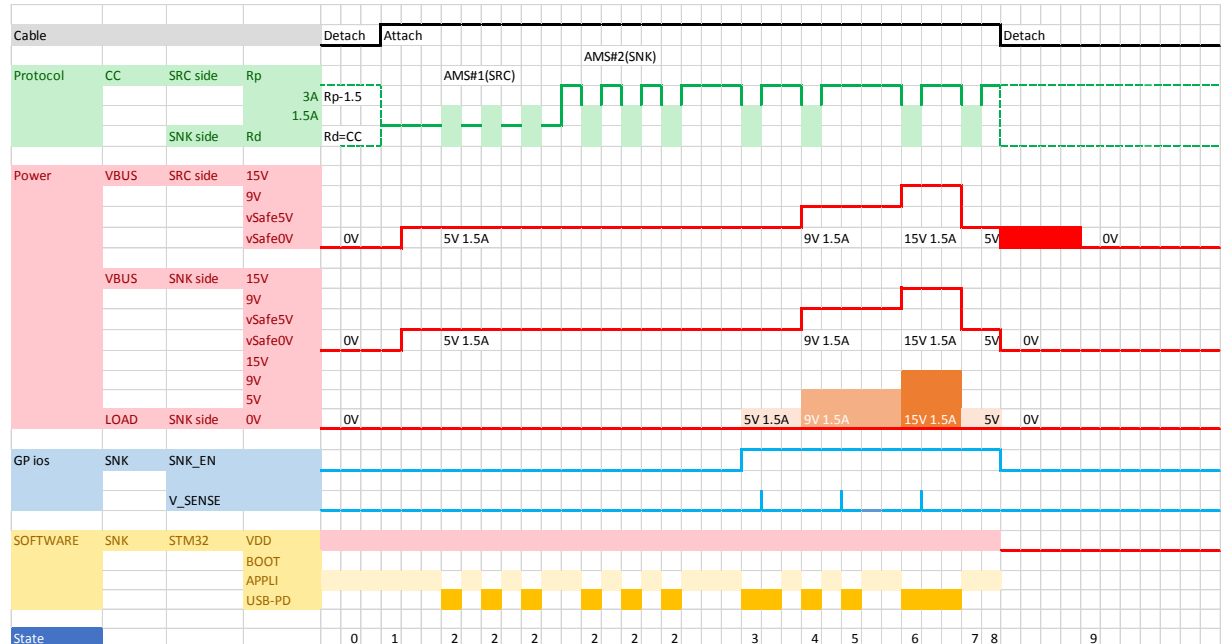 Cable Detach Attach Detach
AMS#2(SNK)
Protocol CC SRC side Rp AMS#1(SRC)
3A Rp-1.5
1.5A
SNK side Rd Rd=CC
Power VBUS SRC side 15V
9V
vSafe5V
vSafe0V 0V 5V 1.5A 9V 1.5A 15V 1.5A 5V 0V
VBUS SNK side 15V
9V
vSafe5V
vSafe0V 0V 5V 1.5A 9V 1.5A 15V 1.5A 5V 0V
15V
9V
5V
LOAD SNK side 0V 0V 5V 1.5A 9V 1.5A 15V 1.5A 5V 0V
GP ios SNK SNK_EN
V_SENSE
SOFTWARE SNK STM32 VDD
BOOT
APPLI
USB-PD
State 0 1 2 2 2 2 2 2 3 4 5 6 7 8 9